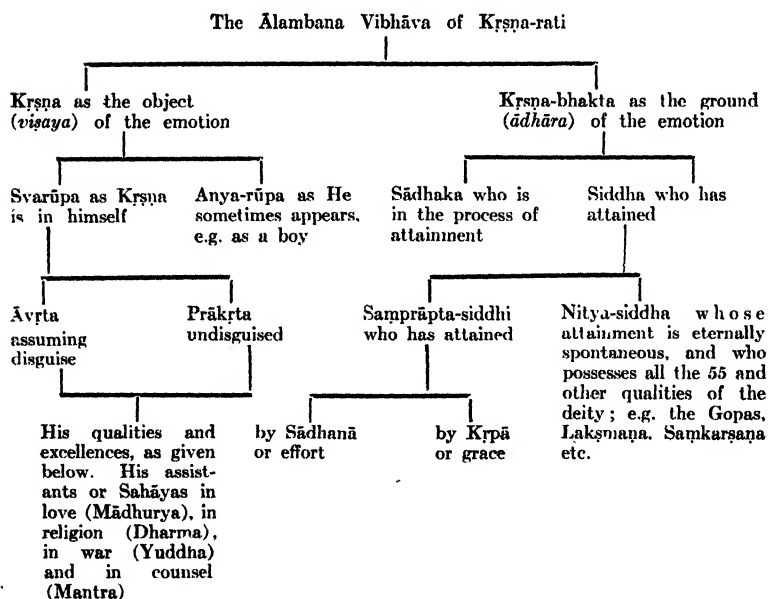 The Ālambana Vibhāva of Kṛṣṇa-rati
Kṛṣṇa as the object
(viṣaya) of the emotion
Kṛṣṇa-bhakta as the ground
(ādhāra) of the emotion
Svarūpa as Kṛṣṇa
is in himself
Anya-rūpa as He
sometimes appears,
e.g. as a boy
Sādhaka who is
in the process of
attainment
Siddha who has
attained
Āvṛta
assuming
disguise
Prākṛta
undisguised
Saṃprāpta-siddhi
who has attained
Nitya-siddha whose
attainment is eternally
spontaneous, and who
possesses all the 55 and
other qualities of the
deity; e.g. the Gopas,
Lakṣmaṇa, Saṃkarṣaṇa
etc.
His qualities and
excellences, as given
below. His assist-
ants or Sahāyas in
love (Mādhurya), in
religion (Dharma),
in war (Yuddha)
and in counsel
(Mantra)
by Sādhanā
or effort
by Kṛpā
or grace